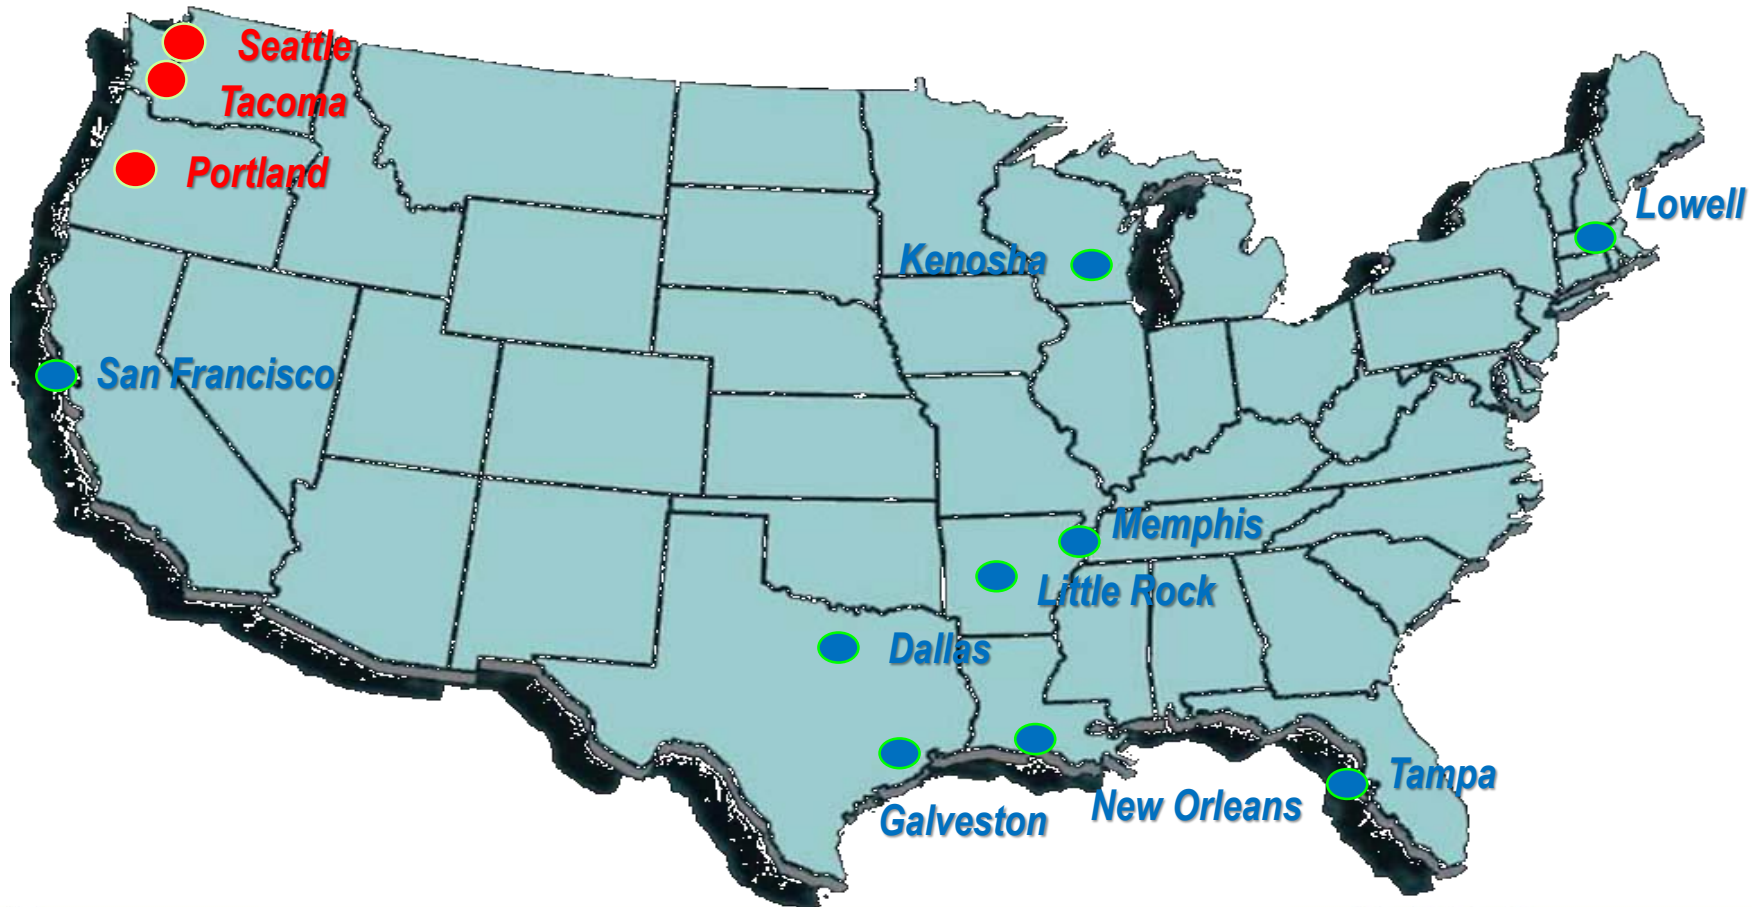 Seattle
Tacoma
Portland
Lowell
Kenosha
San Francisco
Memphis
Little Rock
Dallas
Tampa
New Orleans
Galveston